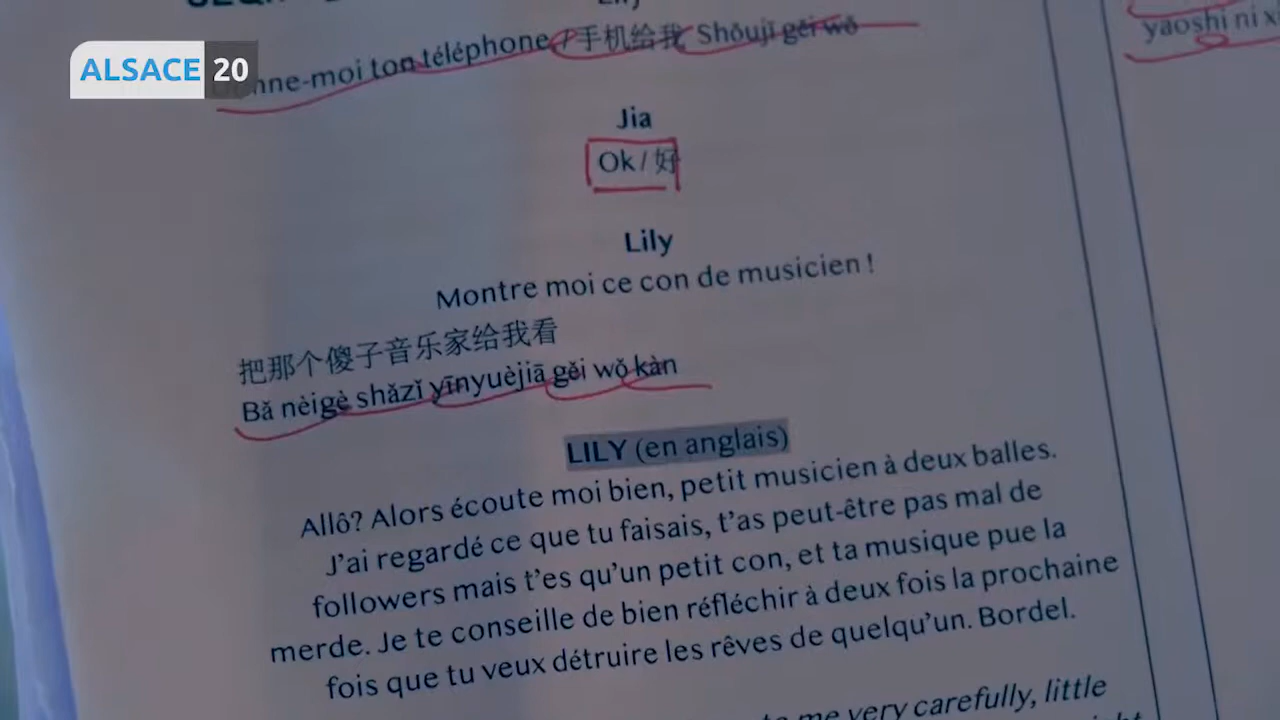 ALSACE 20
Lily
-moi ton téléphone / 手机给我 Shǒujī gěi wǒ
yaoshi ni
Jia
Ok / 好
Lily
Montre moi ce con de musicien !
把那个傻子音乐家给我看
Bǎ nèigè shǎzǐ yīnyuèjiā gěi wǒ kàn
LILY (en anglais)
Allô? Alors écoute moi bien, petit musicien à deux balles.
J'ai regardé ce que tu faisais, t'as peut-être pas mal de
followers mais t'es qu'un petit con, et ta musique pue la
merde. Je te conseille de bien réfléchir à deux fois la prochaine
fois que tu veux détruire les rêves de quelqu'un. Bordel.
me very carefully, little